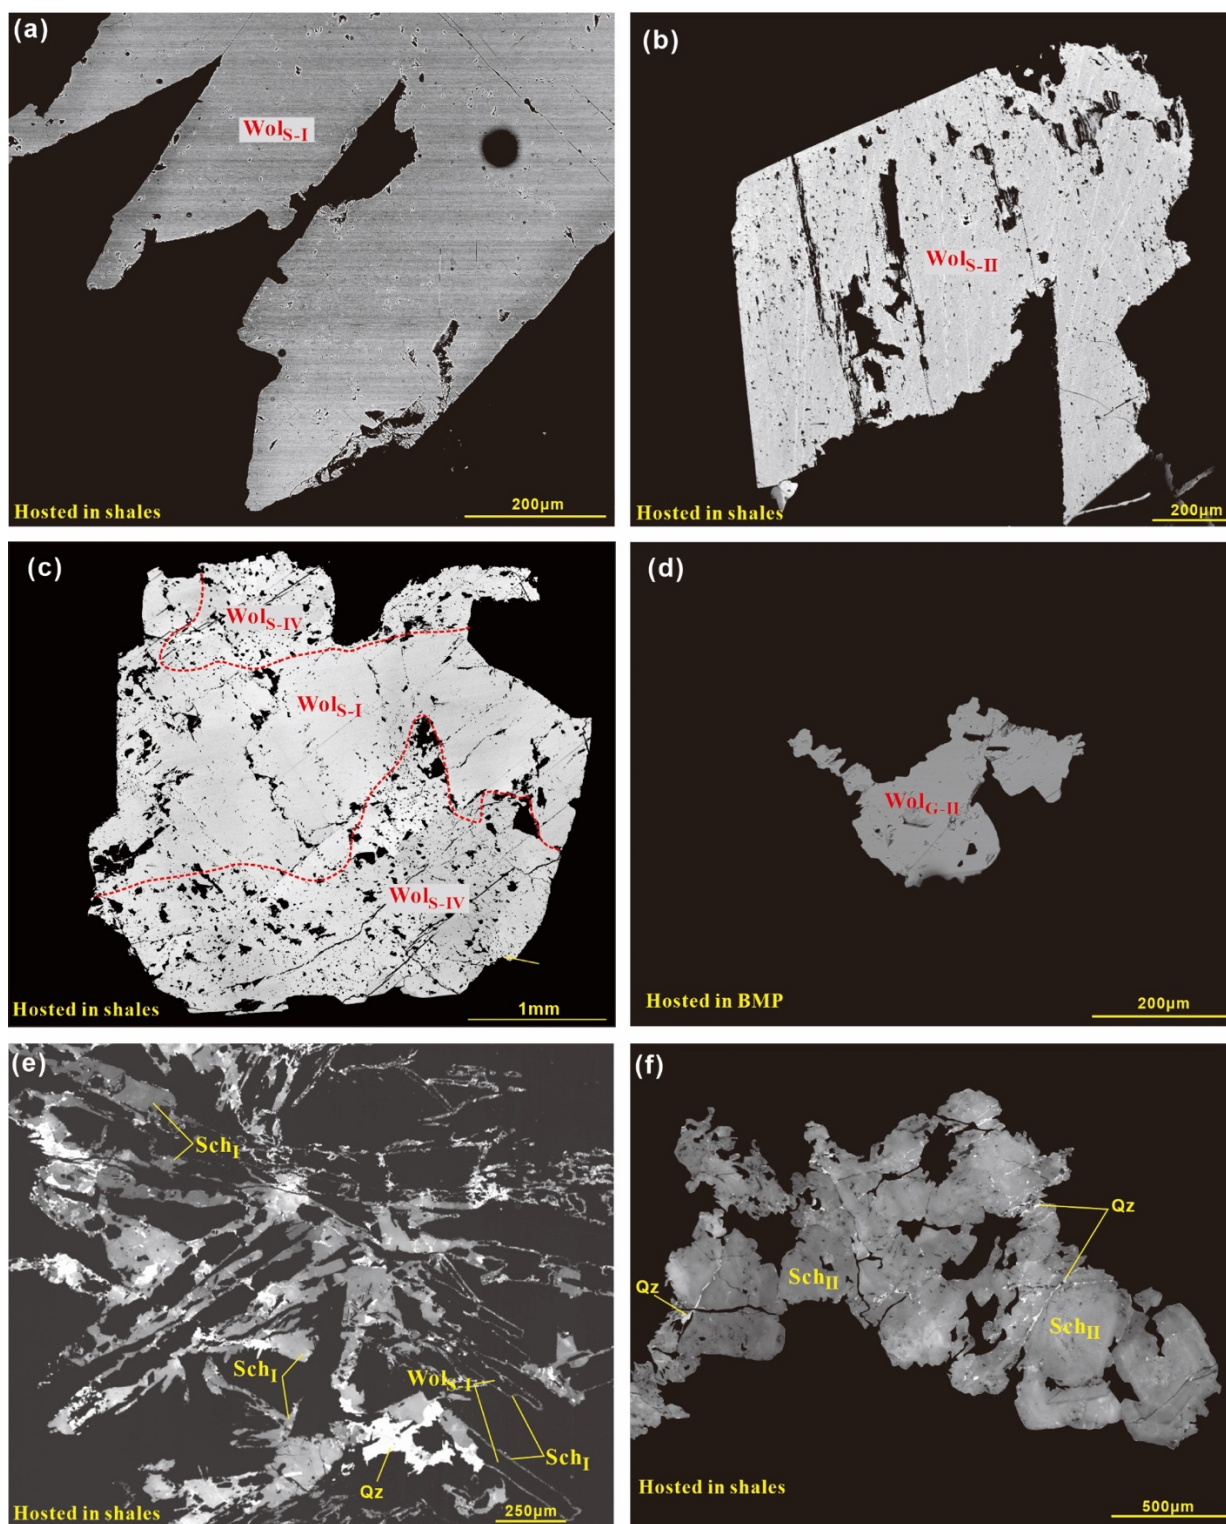 (a)
WolS-I
Hosted in shales
200μm
(b)
WolS-II
Hosted in shales
200μm
(c)
WolS-IV
WolS-I
WolS-IV
Hosted in shales
1mm
(d)
WolG-II
Hosted in BMP
200μm
(e)
SchI
SchI
WolS-I
SchI
Qz
Hosted in shales
250μm
(f)
Qz
SchII
Qz
SchII
Hosted in shales
500μm